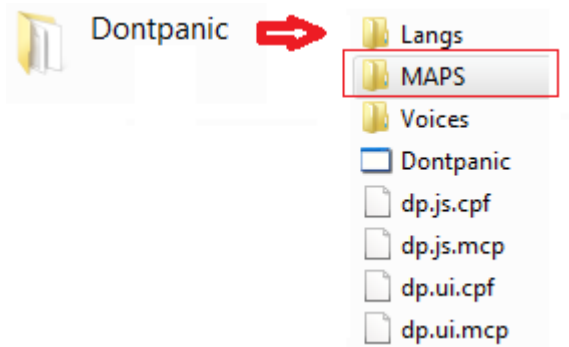 Dontpanic
Langs
MAPS
Voices
Dontpanic
dp.js.cpf
dp.js.mcp
dp.ui.cpf
dp.ui.mcp